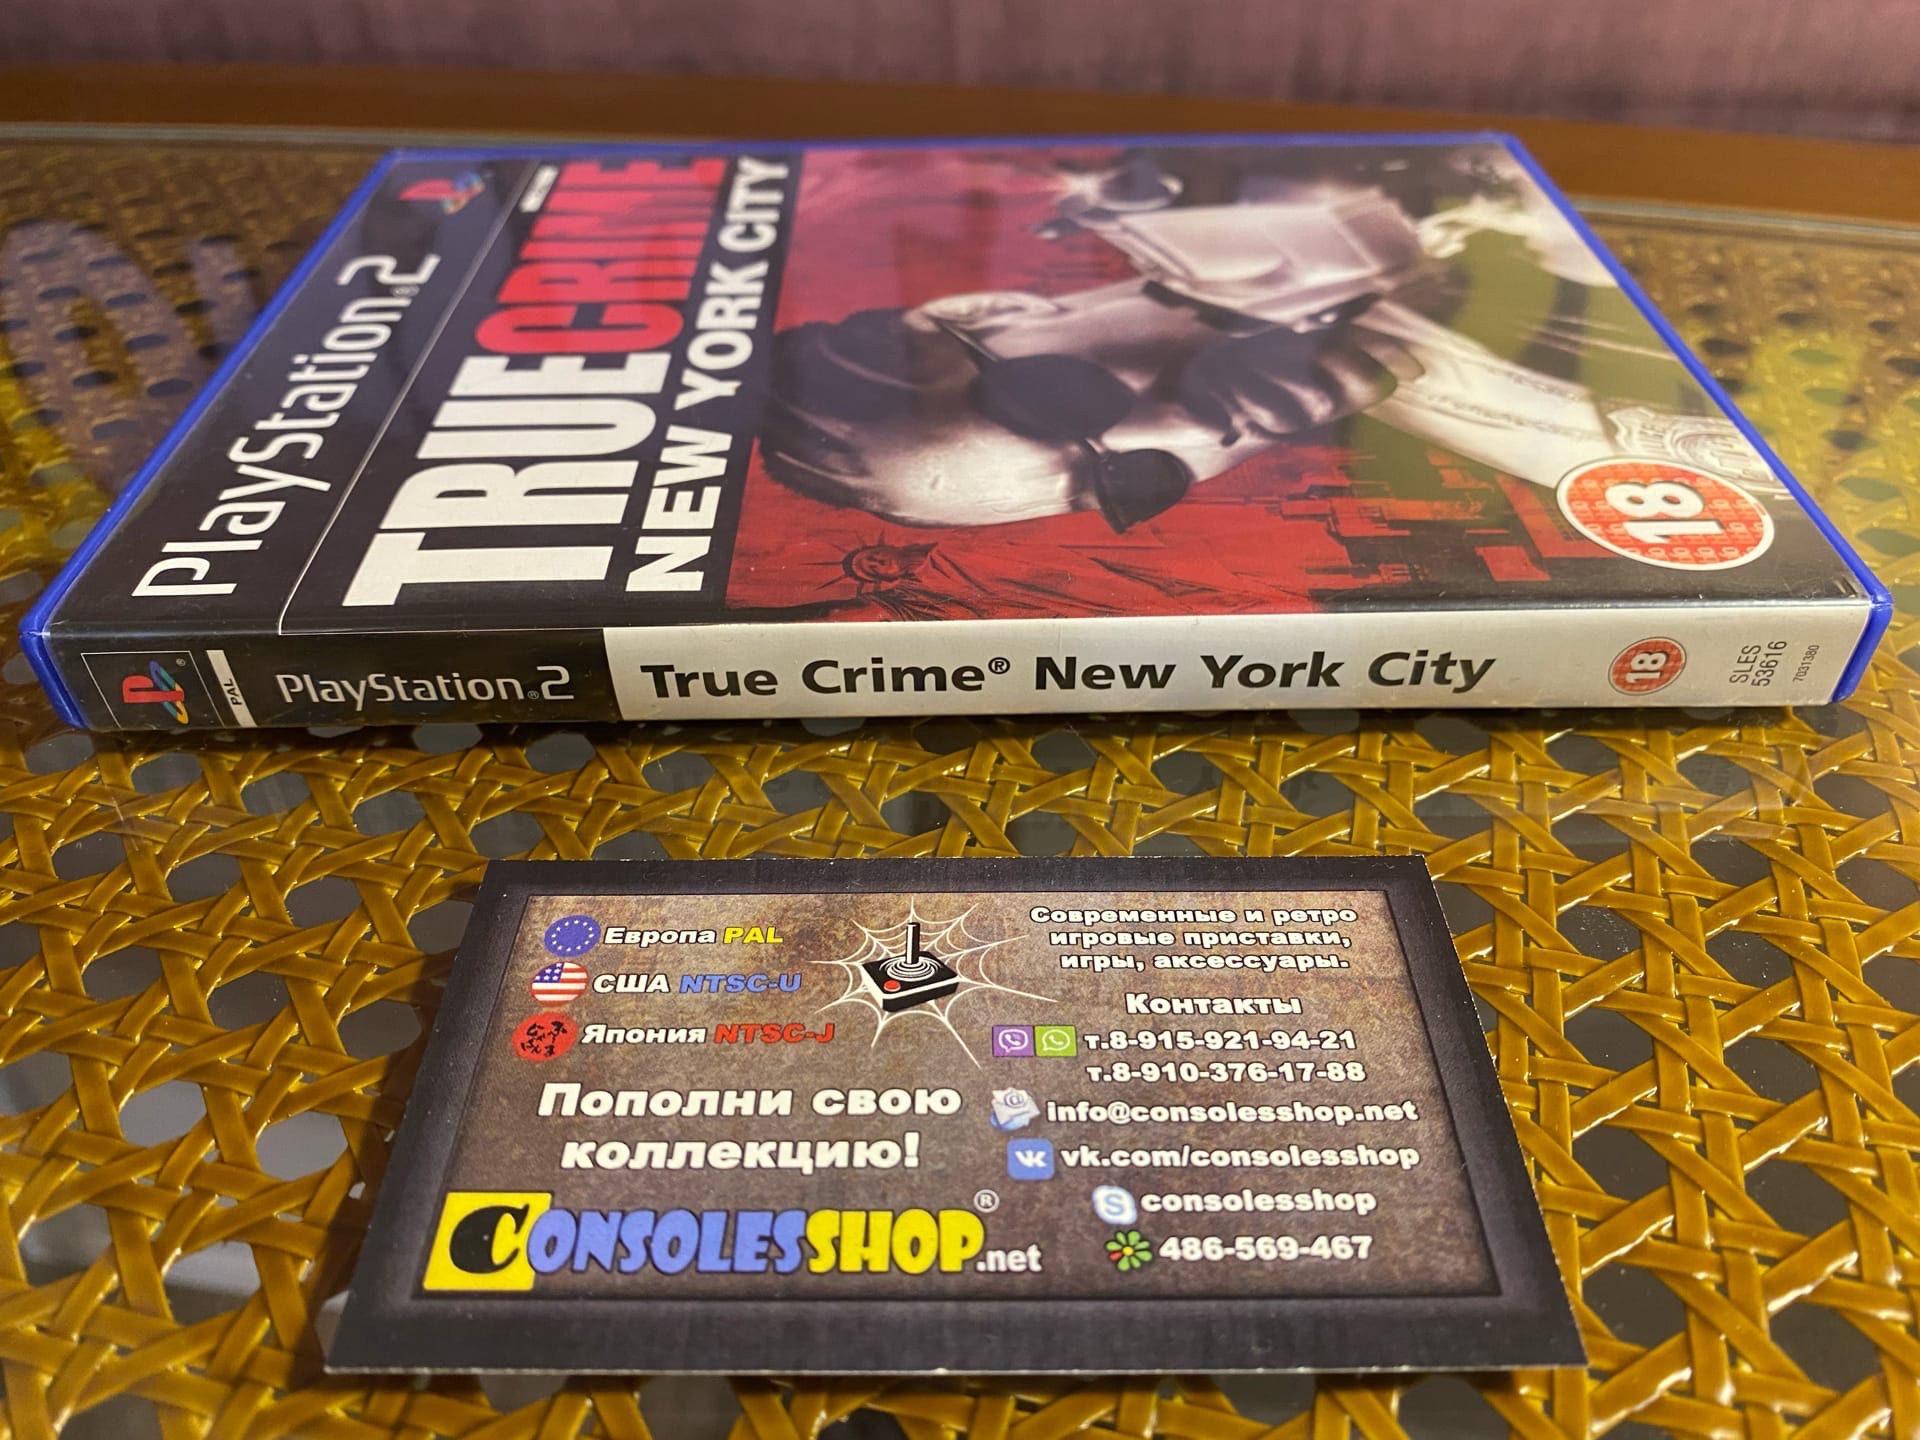 PlayStation®2
TRUE CRIME
NEW YORK CITY
18
PAL
PlayStation®2
True Crime® New York City
18
SLES
53616
7031380
Европа PAL
США NTSC-U
Япония NTSC-J
Пополни свою
коллекцию!
CONSOLESSHOP®.net
Современные и ретро
игровые приставки,
игры, аксессуары.
Контакты
т.8-915-921-94-21
т.8-910-376-17-88
info@consolesshop.net
vk.com/consolesshop
consolesshop
486-569-467